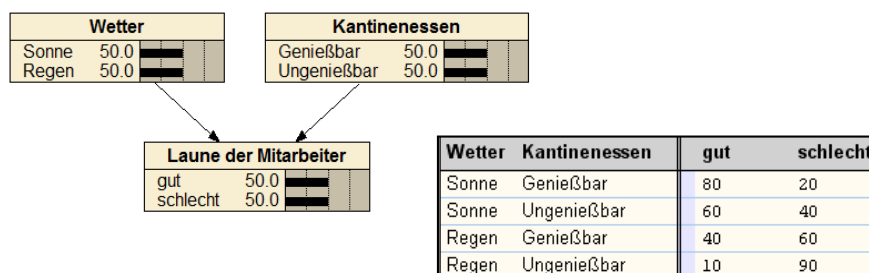 Wetter
Sonne 50.0
Regen 50.0
Kantinenessen
Genießbar 50.0
Ungenießbar 50.0
Laune der Mitarbeiter
gut 50.0
schlecht 50.0
Wetter Kantinenessen gut schlecht
Sonne Genießbar 80 20
Sonne Ungenießbar 60 40
Regen Genießbar 40 60
Regen Ungenießbar 10 90